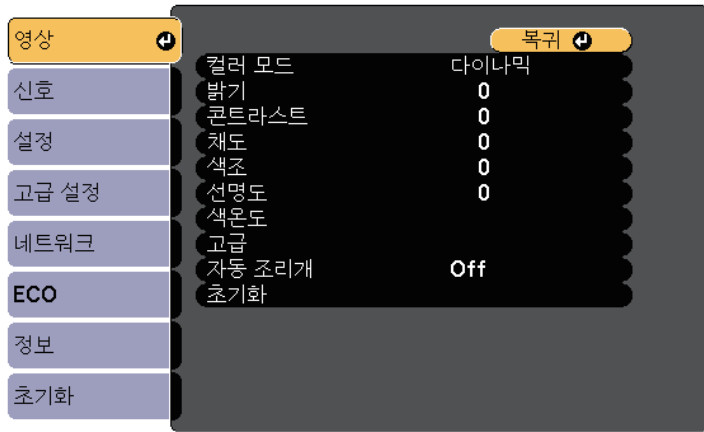 영상
신호
설정
고급 설정
네트워크
ECO
정보
초기화
복귀
컬러 모드 다이나믹
밝기 0
콘트라스트 0
채도 0
색조 0
선명도 0
색온도
고급
자동 조리개 Off
초기화